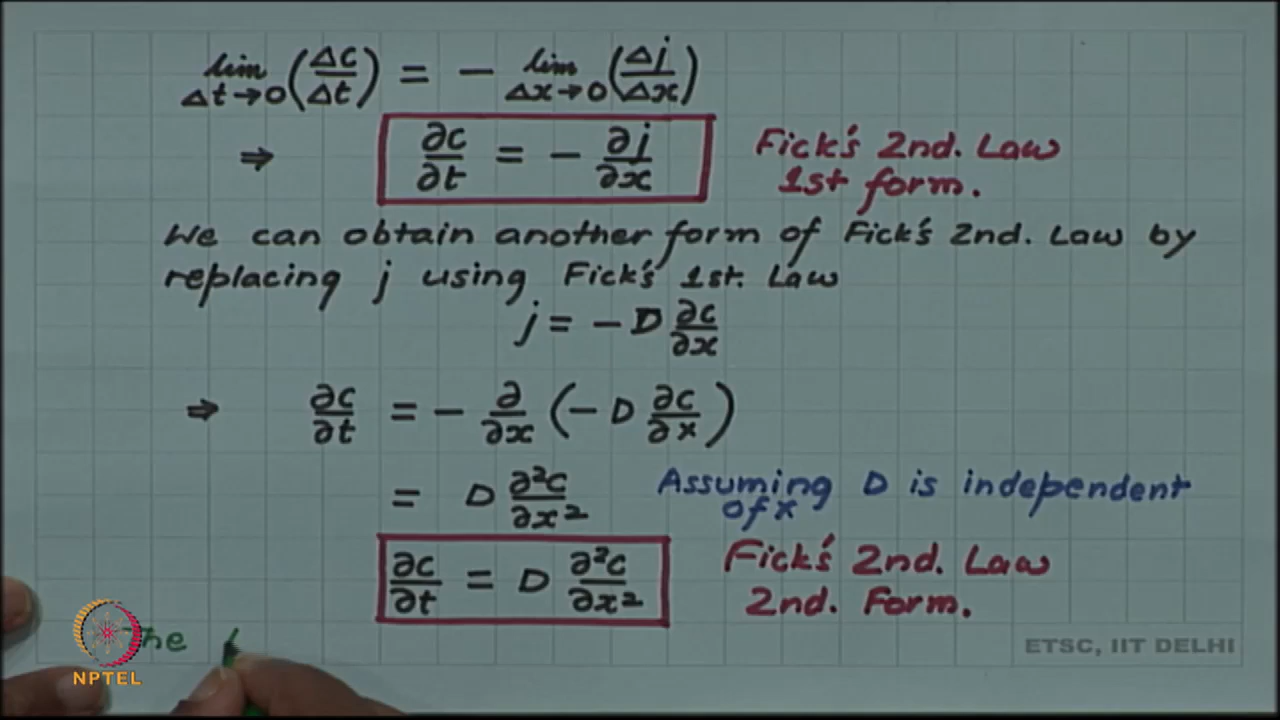 lim Δt→0 (Δc/Δt) = - lim Δx→0 (Δj/Δx)
⇒ ∂c/∂t = - ∂j/∂x Fick's 2nd. Law
1st form.
We can obtain another form of Fick's 2nd. Law by
replacing j using Fick's 1st. Law
j = - D ∂c/∂x
⇒ ∂c/∂t = - ∂/∂x (- D ∂c/∂x)
= D ∂²c/∂x² Assuming D is independent
of x
∂c/∂t = D ∂²c/∂x² Fick's 2nd. Law
2nd. Form.
The
NPTEL
ETSC, IIT DELHI